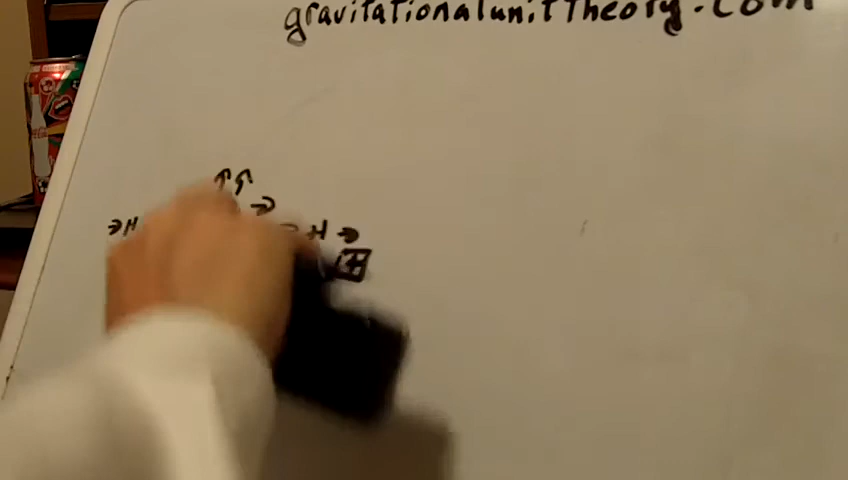 gravitationalunitTheory.com
↑↑
→
→H H →
+